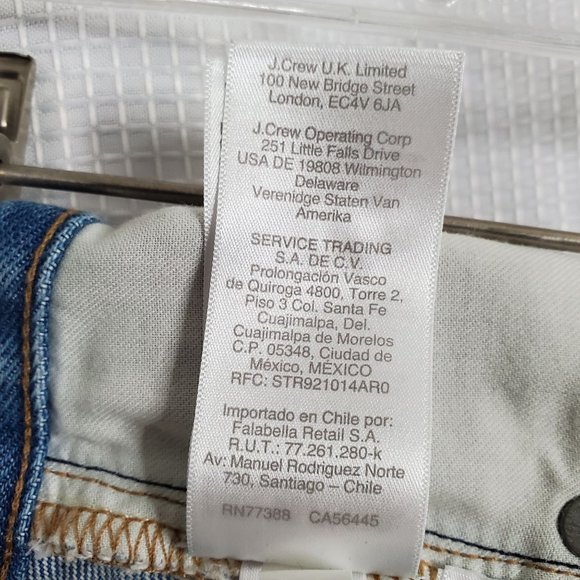 J.Crew U.K. Limited
100 New Bridge Street
London, EC4V 6JA
J.Crew Operating Corp
251 Little Falls Drive
USA DE 19808 Wilmington
Delaware
Verenidge Staten Van
Amerika
SERVICE TRADING
S.A. DE C.V.
Prolongación Vasco
de Quiroga 4800, Torre 2,
Piso 3 Col. Santa Fe
Cuajimalpa, Del.
Cuajimalpa de Morelos
C.P. 05348, Ciudad de
México, MÉXICO
RFC: STR921014AR0
Importado en Chile por:
Falabella Retail S.A.
R.U.T.: 77.261.280-k
Av: Manuel Rodriguez Norte
730, Santiago – Chile
RN77388 CA56445